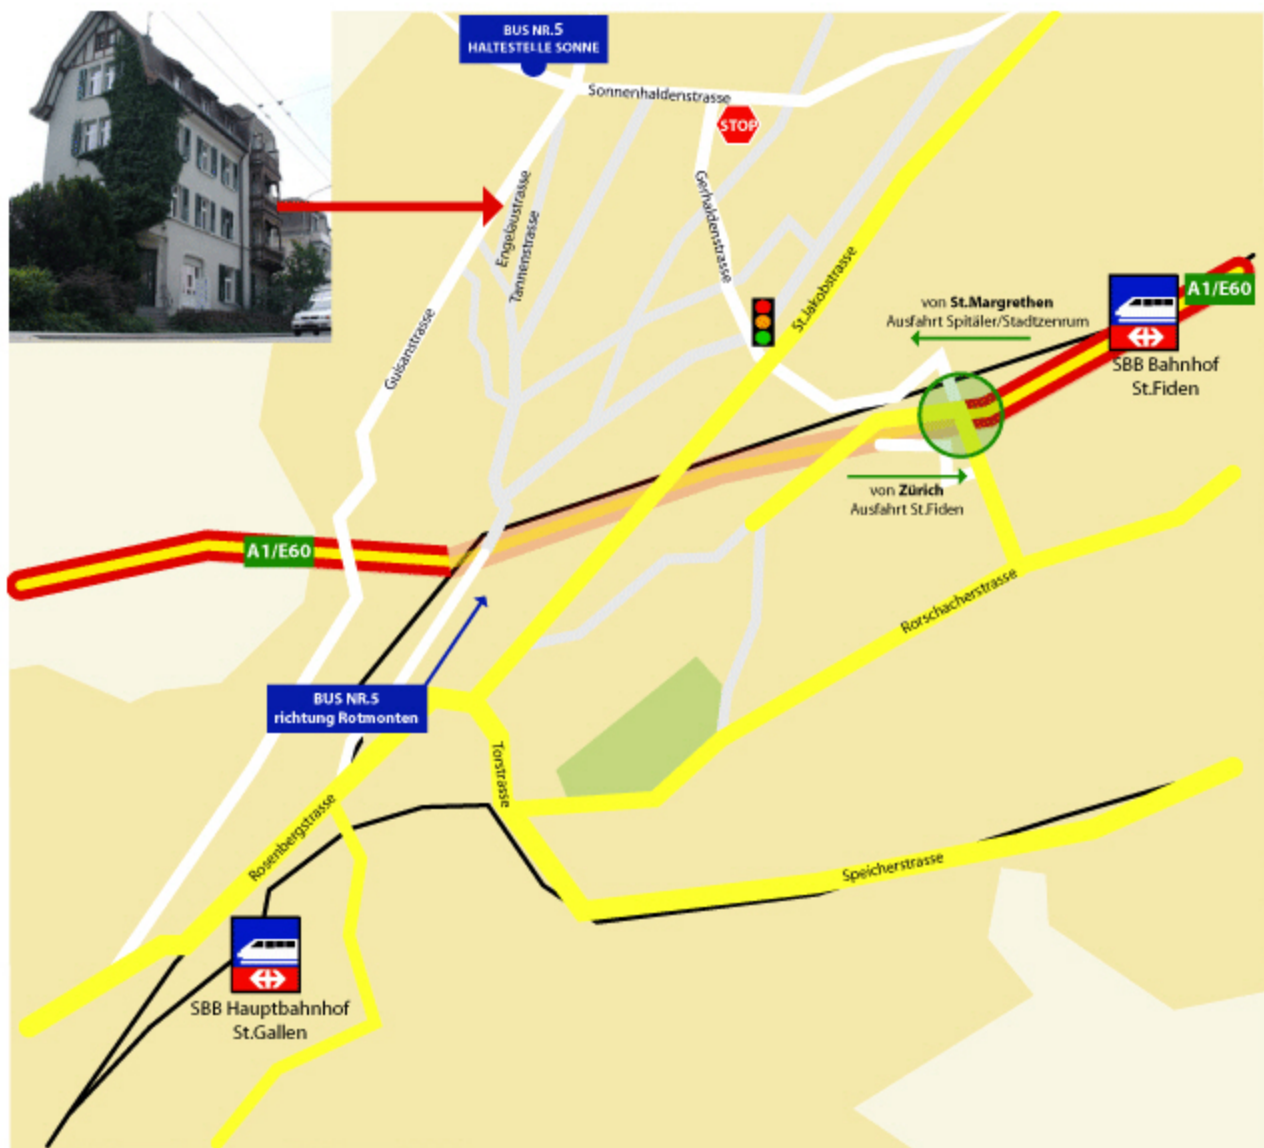 BUS NR.5
HALTESTELLE SONNE
Sonnenhaldenstrasse
STOP
Engelaustrasse
Tannenstrasse
Gerhaldenstrasse
St.Jakobstrasse
Guisanstrasse
von St.Margrethen
Ausfahrt Spitäler/Stadtzenrum
A1/E60
SBB Bahnhof
St.Fiden
von Zürich
Ausfahrt St.Fiden
A1/E60
Rorschacherstrasse
BUS NR.5
richtung Rotmonten
Torstrasse
Rosenbergstrasse
Speicherstrasse
SBB Hauptbahnhof
St.Gallen